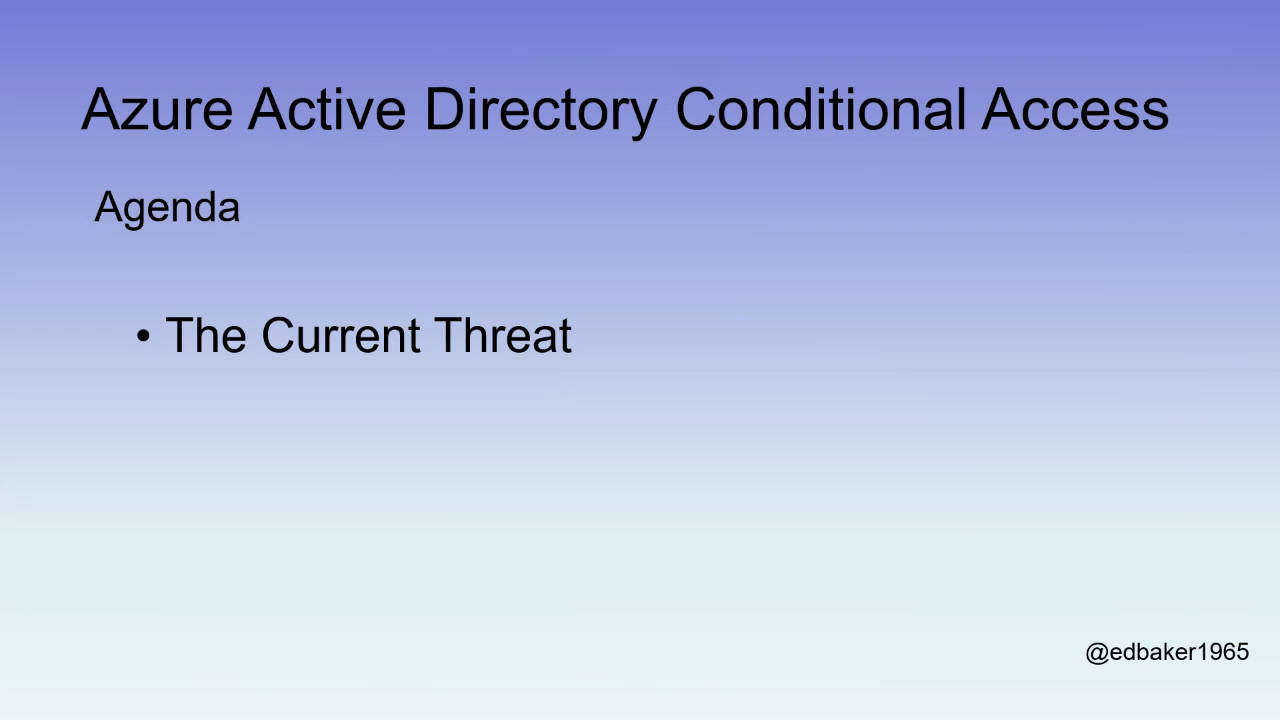 Azure Active Directory Conditional Access
Agenda
• The Current Threat
@edbaker1965